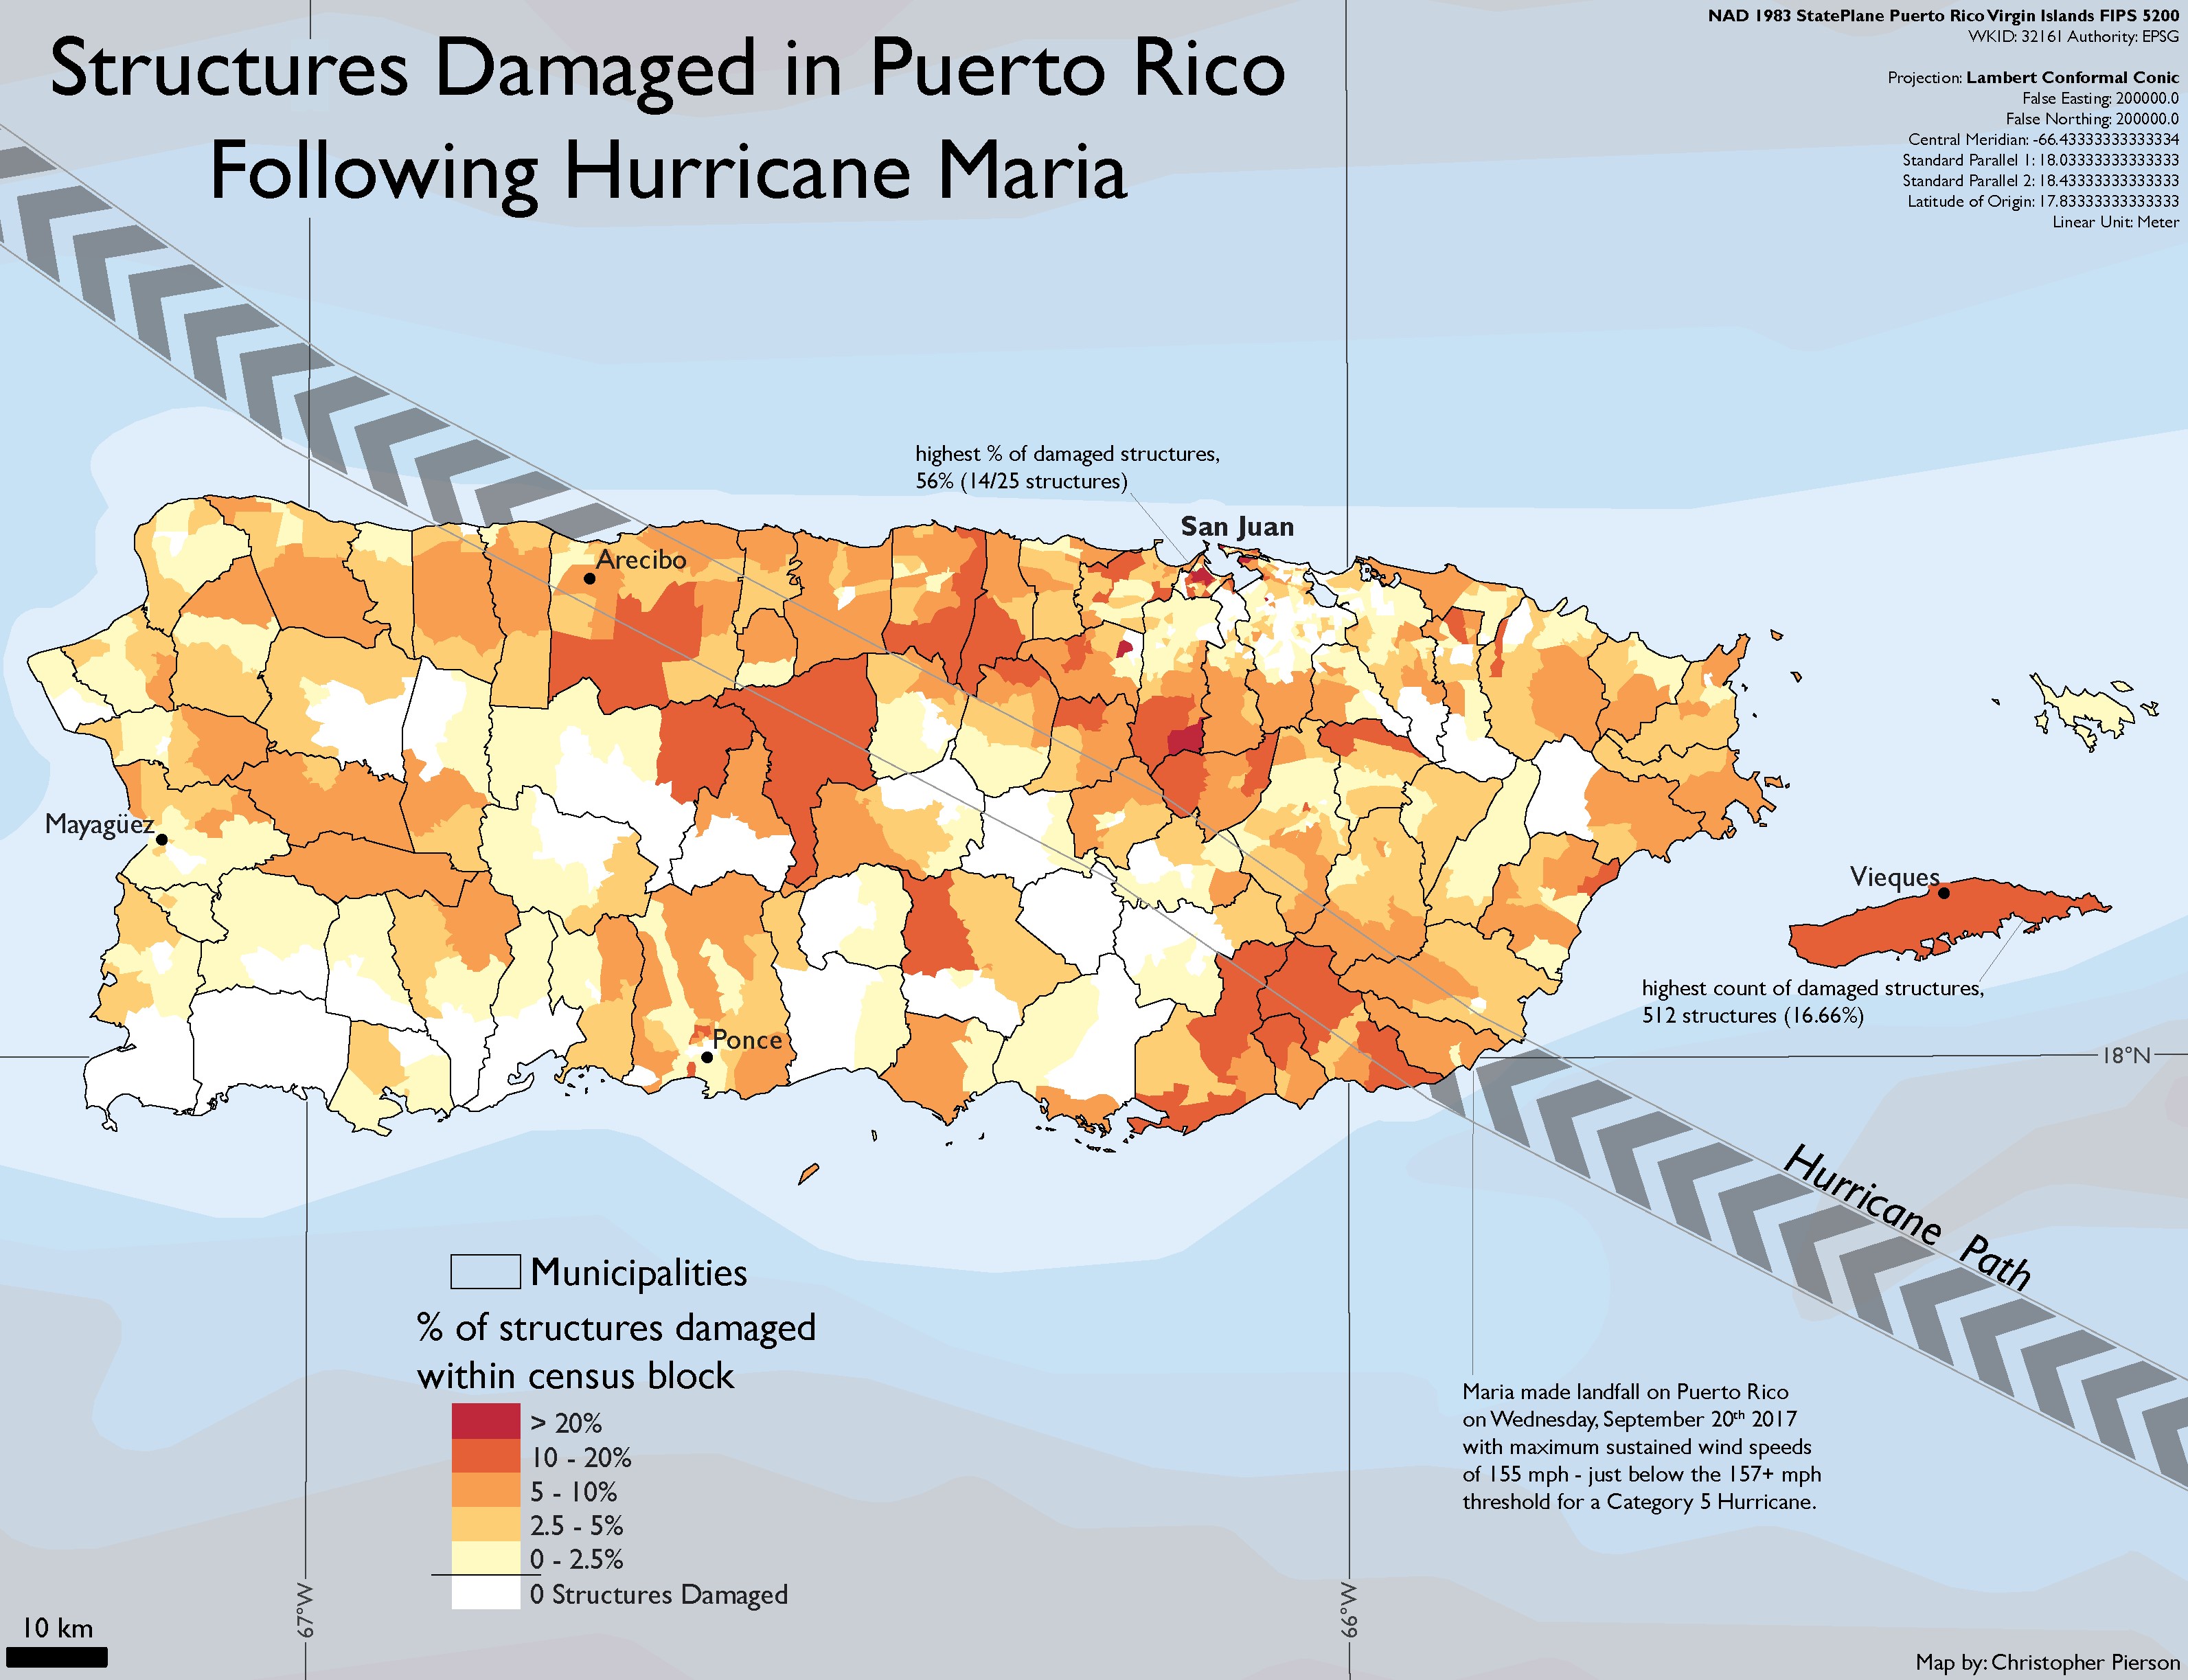 Structures Damaged in Puerto Rico
Following Hurricane Maria
NAD 1983 StatePlane Puerto Rico Virgin Islands FIPS 5200
WKID: 32161 Authority: EPSG
Projection: Lambert Conformal Conic
False Easting: 200000.0
False Northing: 200000.0
Central Meridian: -66.43333333333334
Standard Parallel 1: 18.03333333333333
Standard Parallel 2: 18.43333333333333
Latitude of Origin: 17.83333333333333
Linear Unit: Meter
highest % of damaged structures,
56% (14/25 structures)
San Juan
Arecibo
Mayagüez
Vieques
highest count of damaged structures,
512 structures (16.66%)
Ponce
18°N
Hurricane Path
Municipalities
% of structures damaged
within census block
> 20%
10 - 20%
5 - 10%
2.5 - 5%
0 - 2.5%
0 Structures Damaged
Maria made landfall on Puerto Rico
on Wednesday, September 20th 2017
with maximum sustained wind speeds
of 155 mph - just below the 157+ mph
threshold for a Category 5 Hurricane.
67°W
66°W
10 km
Map by: Christopher Pierson